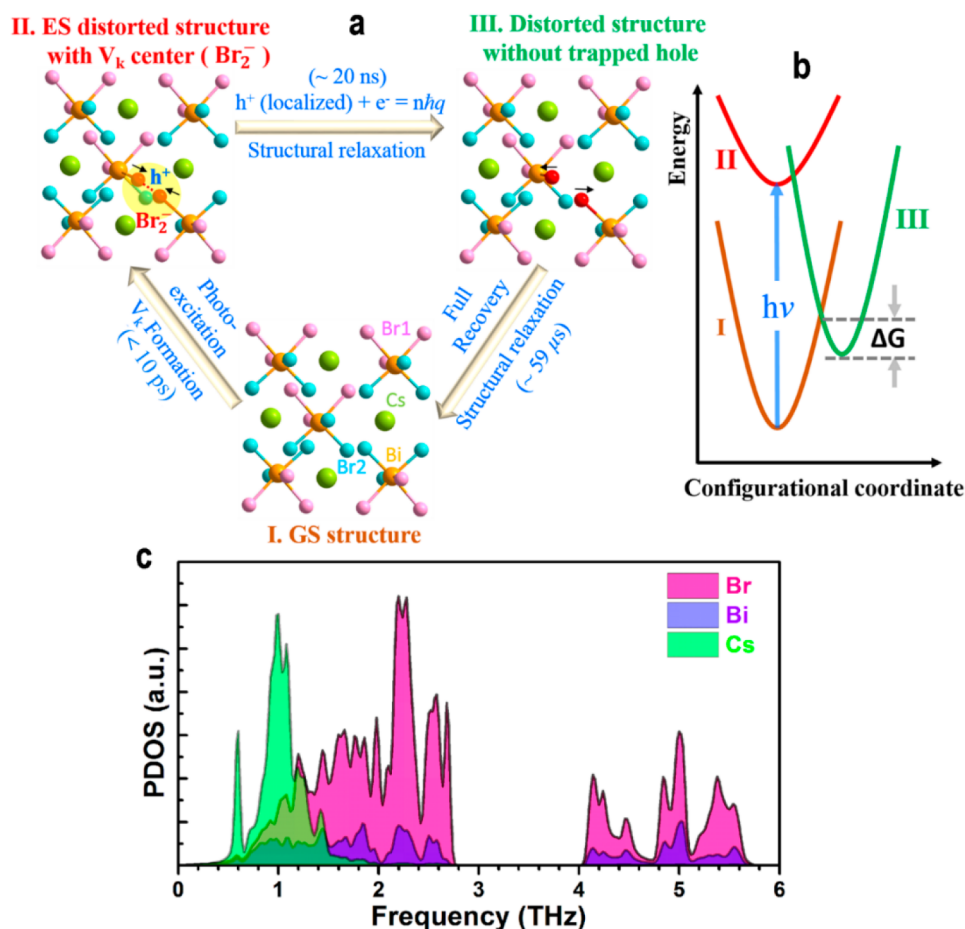 II. ES distorted structure
with Vk center ( Br2− )
a
III. Distorted structure
without trapped hole
b
(~ 20 ns)
h+ (localized) + e- = nħq
Structural relaxation
h+
Br2−
Photo-
excitation
Vk Formation
(< 10 ps)
Full
Recovery
Structural relaxation
(~ 59 μs)
Br1
Cs
Br2
Bi
I. GS structure
Energy
II
III
I
hν
ΔG
Configurational coordinate
c
Br
Bi
Cs
PDOS (a.u.)
0 1 2 3 4 5 6
Frequency (THz)